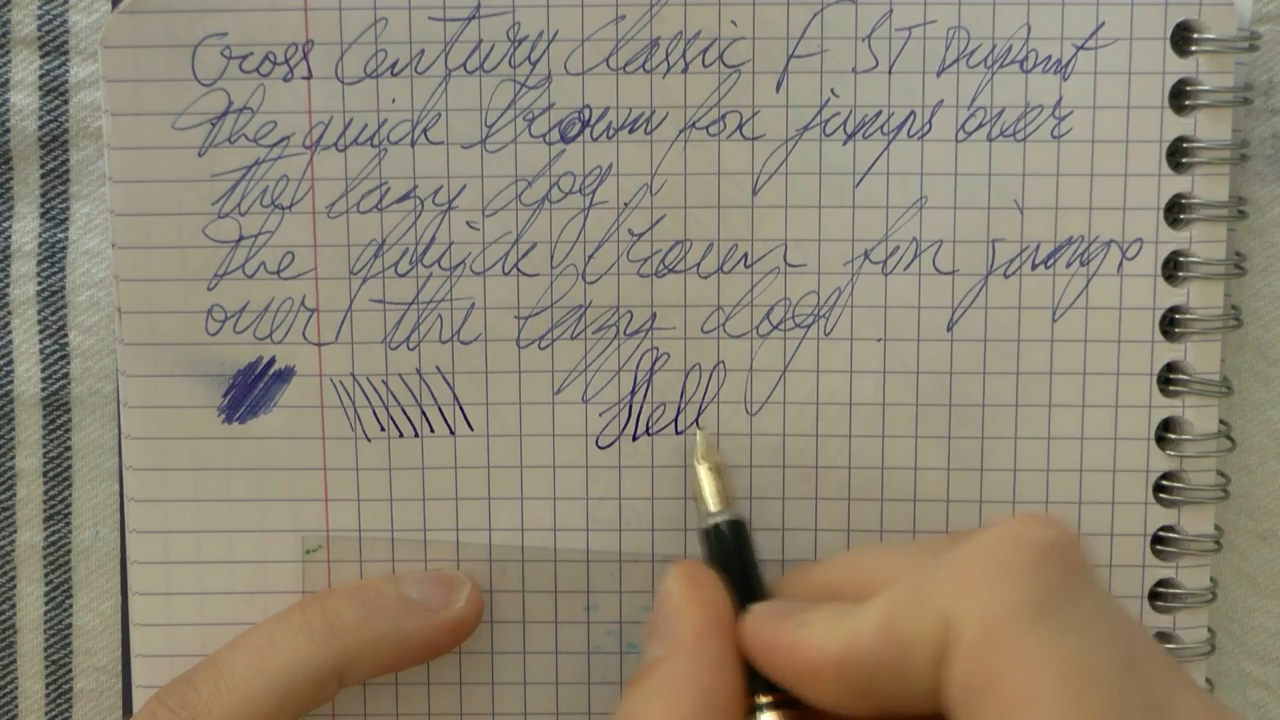 Cross Century Classic F ST Dupont
The quick brown fox jumps over
the lazy dog.
The quick brown fox jumps
over the lazy dog.
Hell